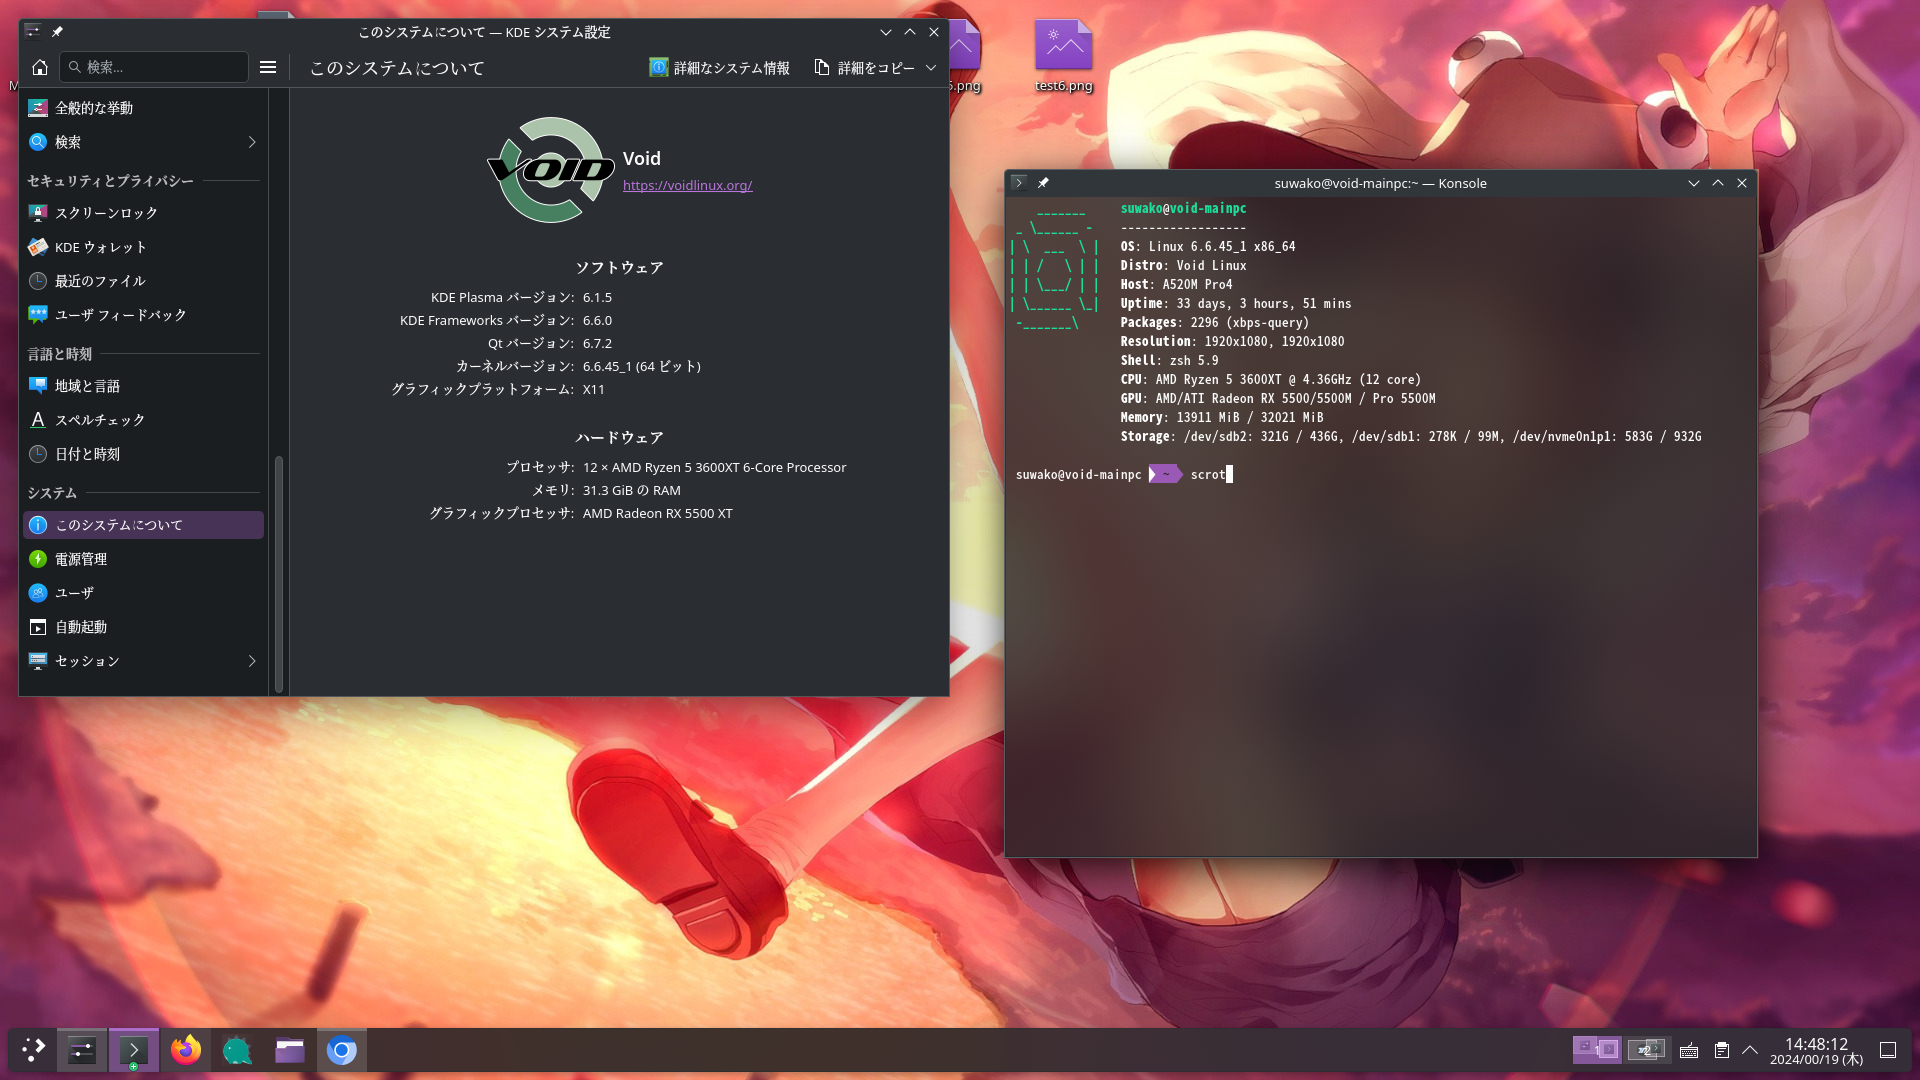 このシステムについて — KDE システム設定
検索...
このシステムについて
詳細なシステム情報
詳細をコピー
全般的な挙動
検索
セキュリティとプライバシー
スクリーンロック
KDE ウォレット
最近のファイル
ユーザ フィードバック
言語と時刻
地域と言語
スペルチェック
日付と時刻
システム
このシステムについて
電源管理
ユーザ
自動起動
セッション
VOID
Void
https://voidlinux.org/
ソフトウェア
KDE Plasma バージョン: 6.1.5
KDE Frameworks バージョン: 6.6.0
Qt バージョン: 6.7.2
カーネルバージョン: 6.6.45_1 (64 ビット)
グラフィックプラットフォーム: X11
ハードウェア
プロセッサ: 12 × AMD Ryzen 5 3600XT 6-Core Processor
メモリ: 31.3 GiB の RAM
グラフィックプロセッサ: AMD Radeon RX 5500 XT
test6.png
suwako@void-mainpc:~ — Konsole
suwako@void-mainpc
------------------
OS: Linux 6.6.45_1 x86_64
Distro: Void Linux
Host: A520M Pro4
Uptime: 33 days, 3 hours, 51 mins
Packages: 2296 (xbps-query)
Resolution: 1920x1080, 1920x1080
Shell: zsh 5.9
CPU: AMD Ryzen 5 3600XT @ 4.36GHz (12 core)
GPU: AMD/ATI Radeon RX 5500/5500M / Pro 5500M
Memory: 13911 MiB / 32021 MiB
Storage: /dev/sdb2: 321G / 436G, /dev/sdb1: 278K / 99M, /dev/nvme0n1p1: 583G / 932G
suwako@void-mainpc ~ scrot
14:48:12
2024/00/19 (木)